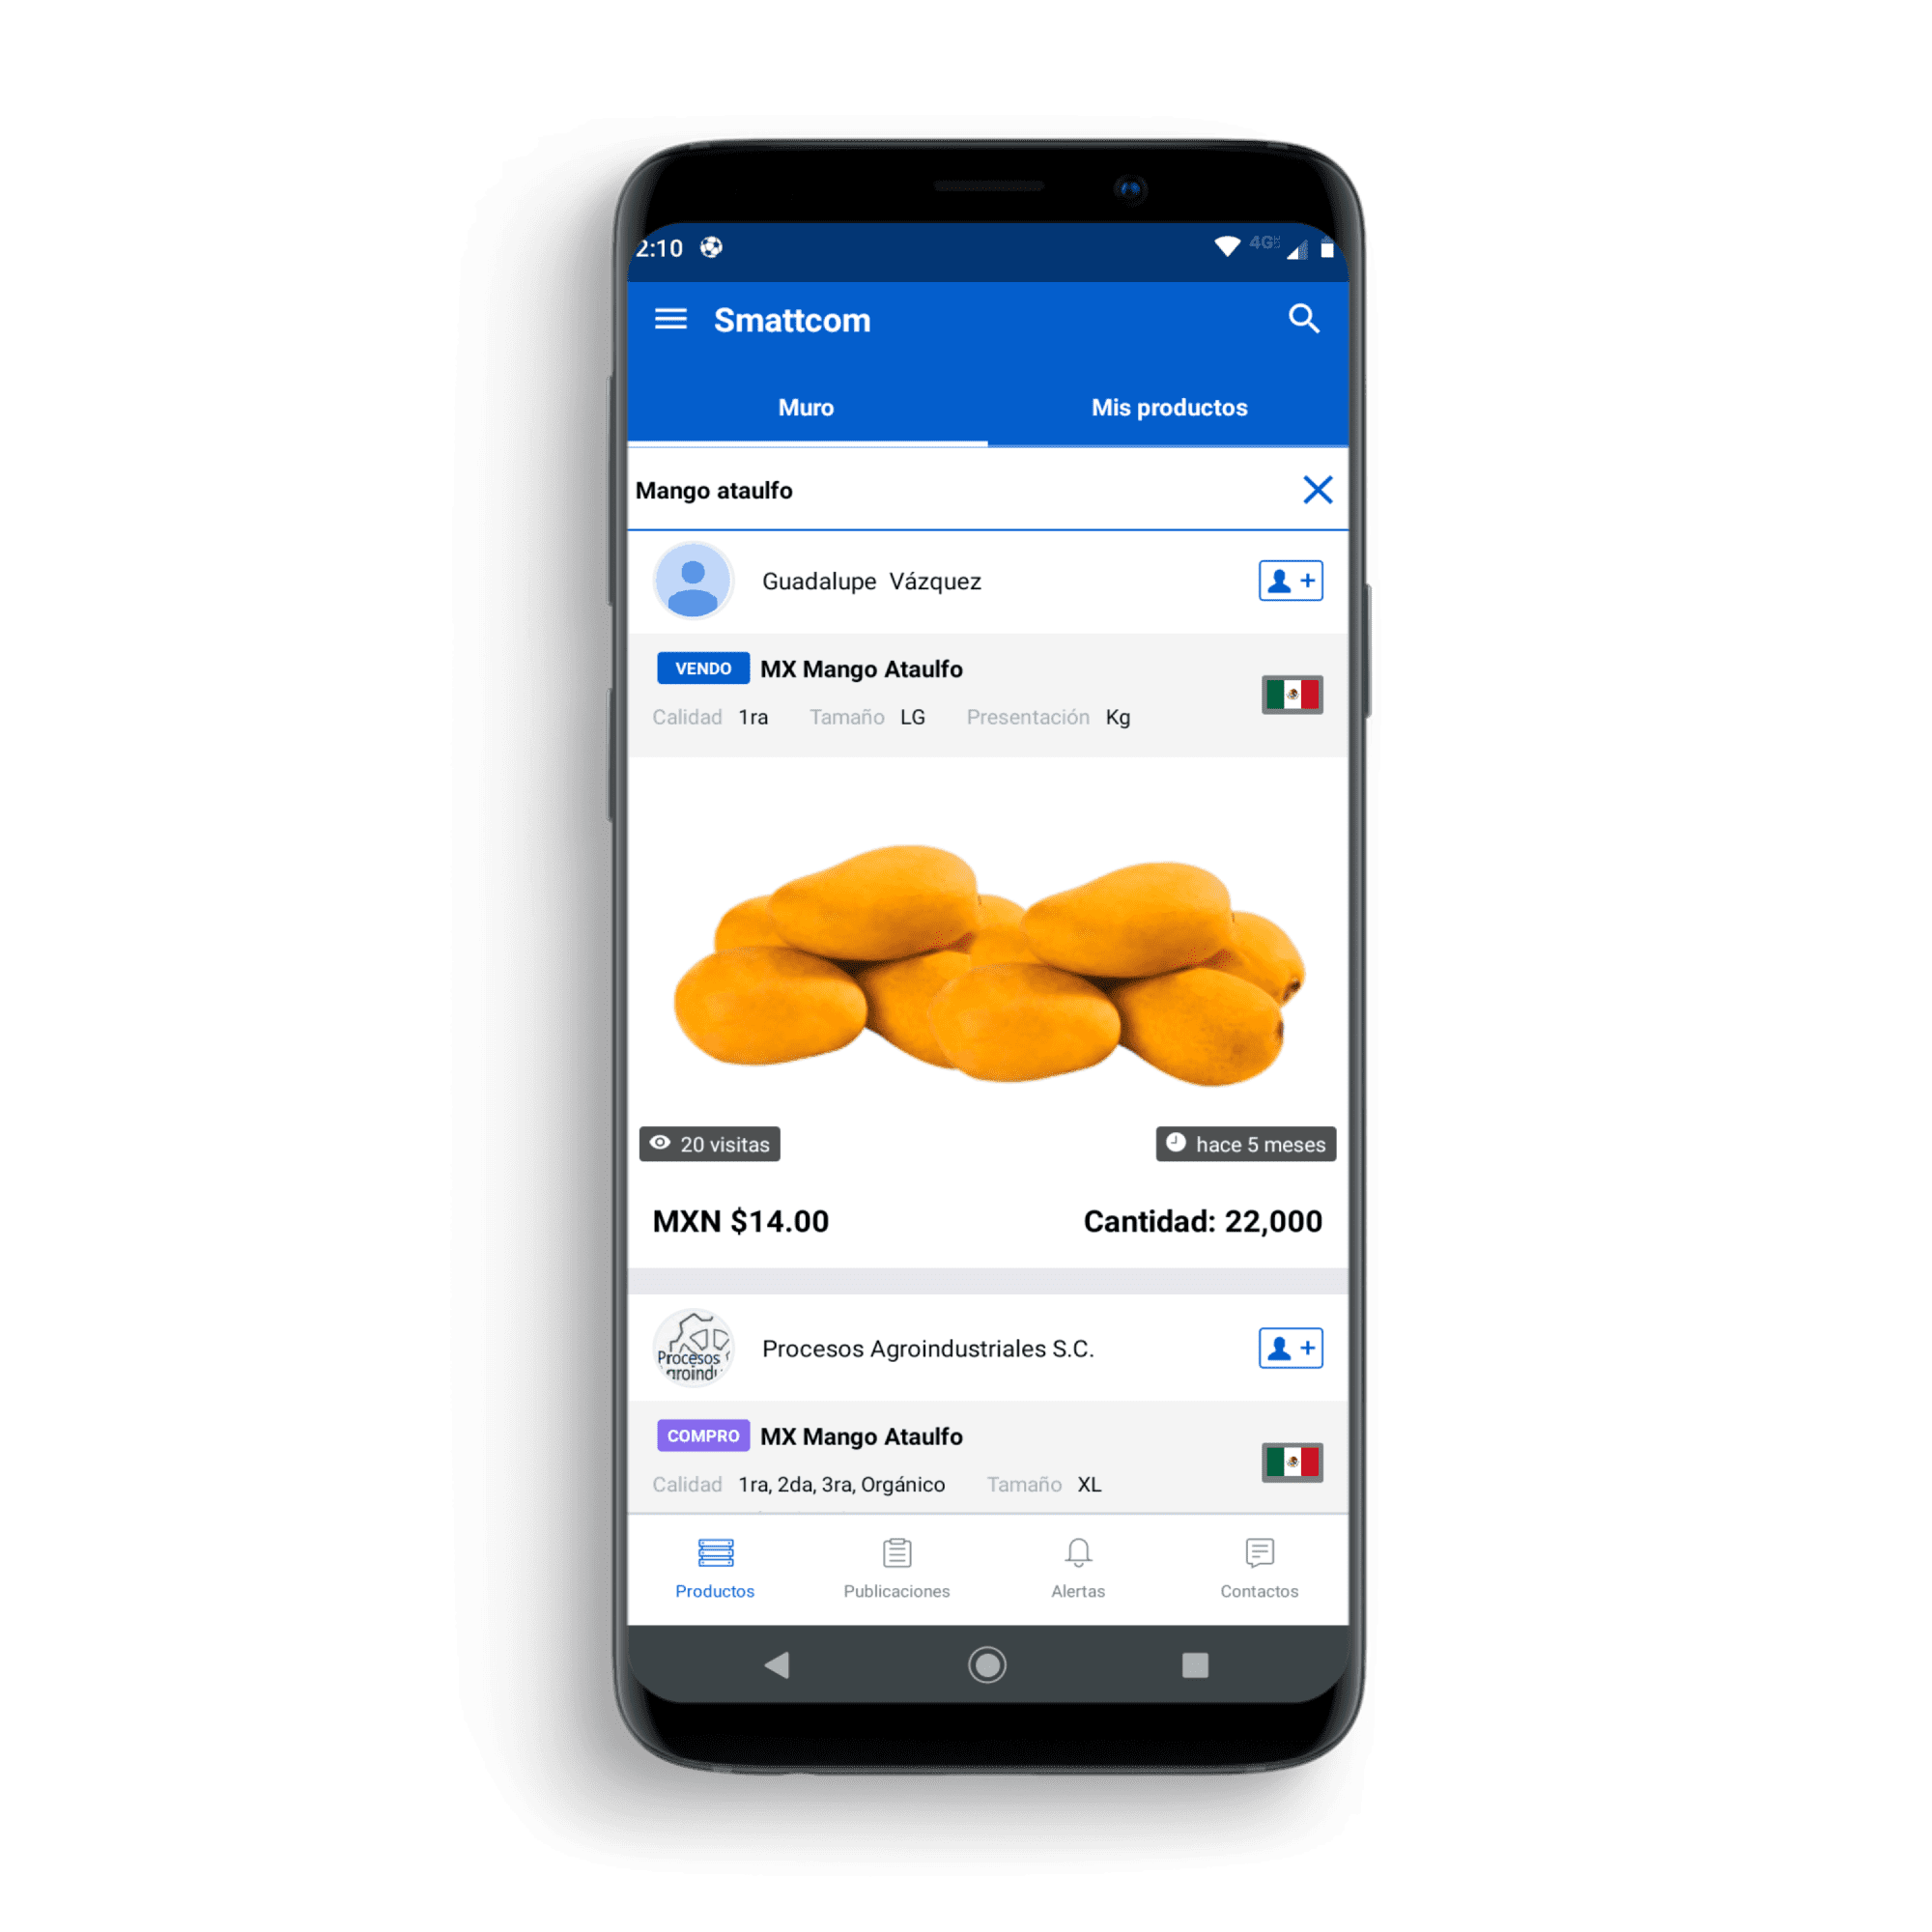 2:10 4G
Smattcom
Muro Mis productos
Mango ataulfo
Guadalupe Vázquez
VENDO MX Mango Ataulfo
Calidad 1ra Tamaño LG Presentación Kg
20 visitas hace 5 meses
MXN $14.00 Cantidad: 22,000
Procesos
Procesos Agroindustriales S.C.
COMPRO MX Mango Ataulfo
Calidad 1ra, 2da, 3ra, Orgánico Tamaño XL
Productos Publicaciones Alertas Contactos